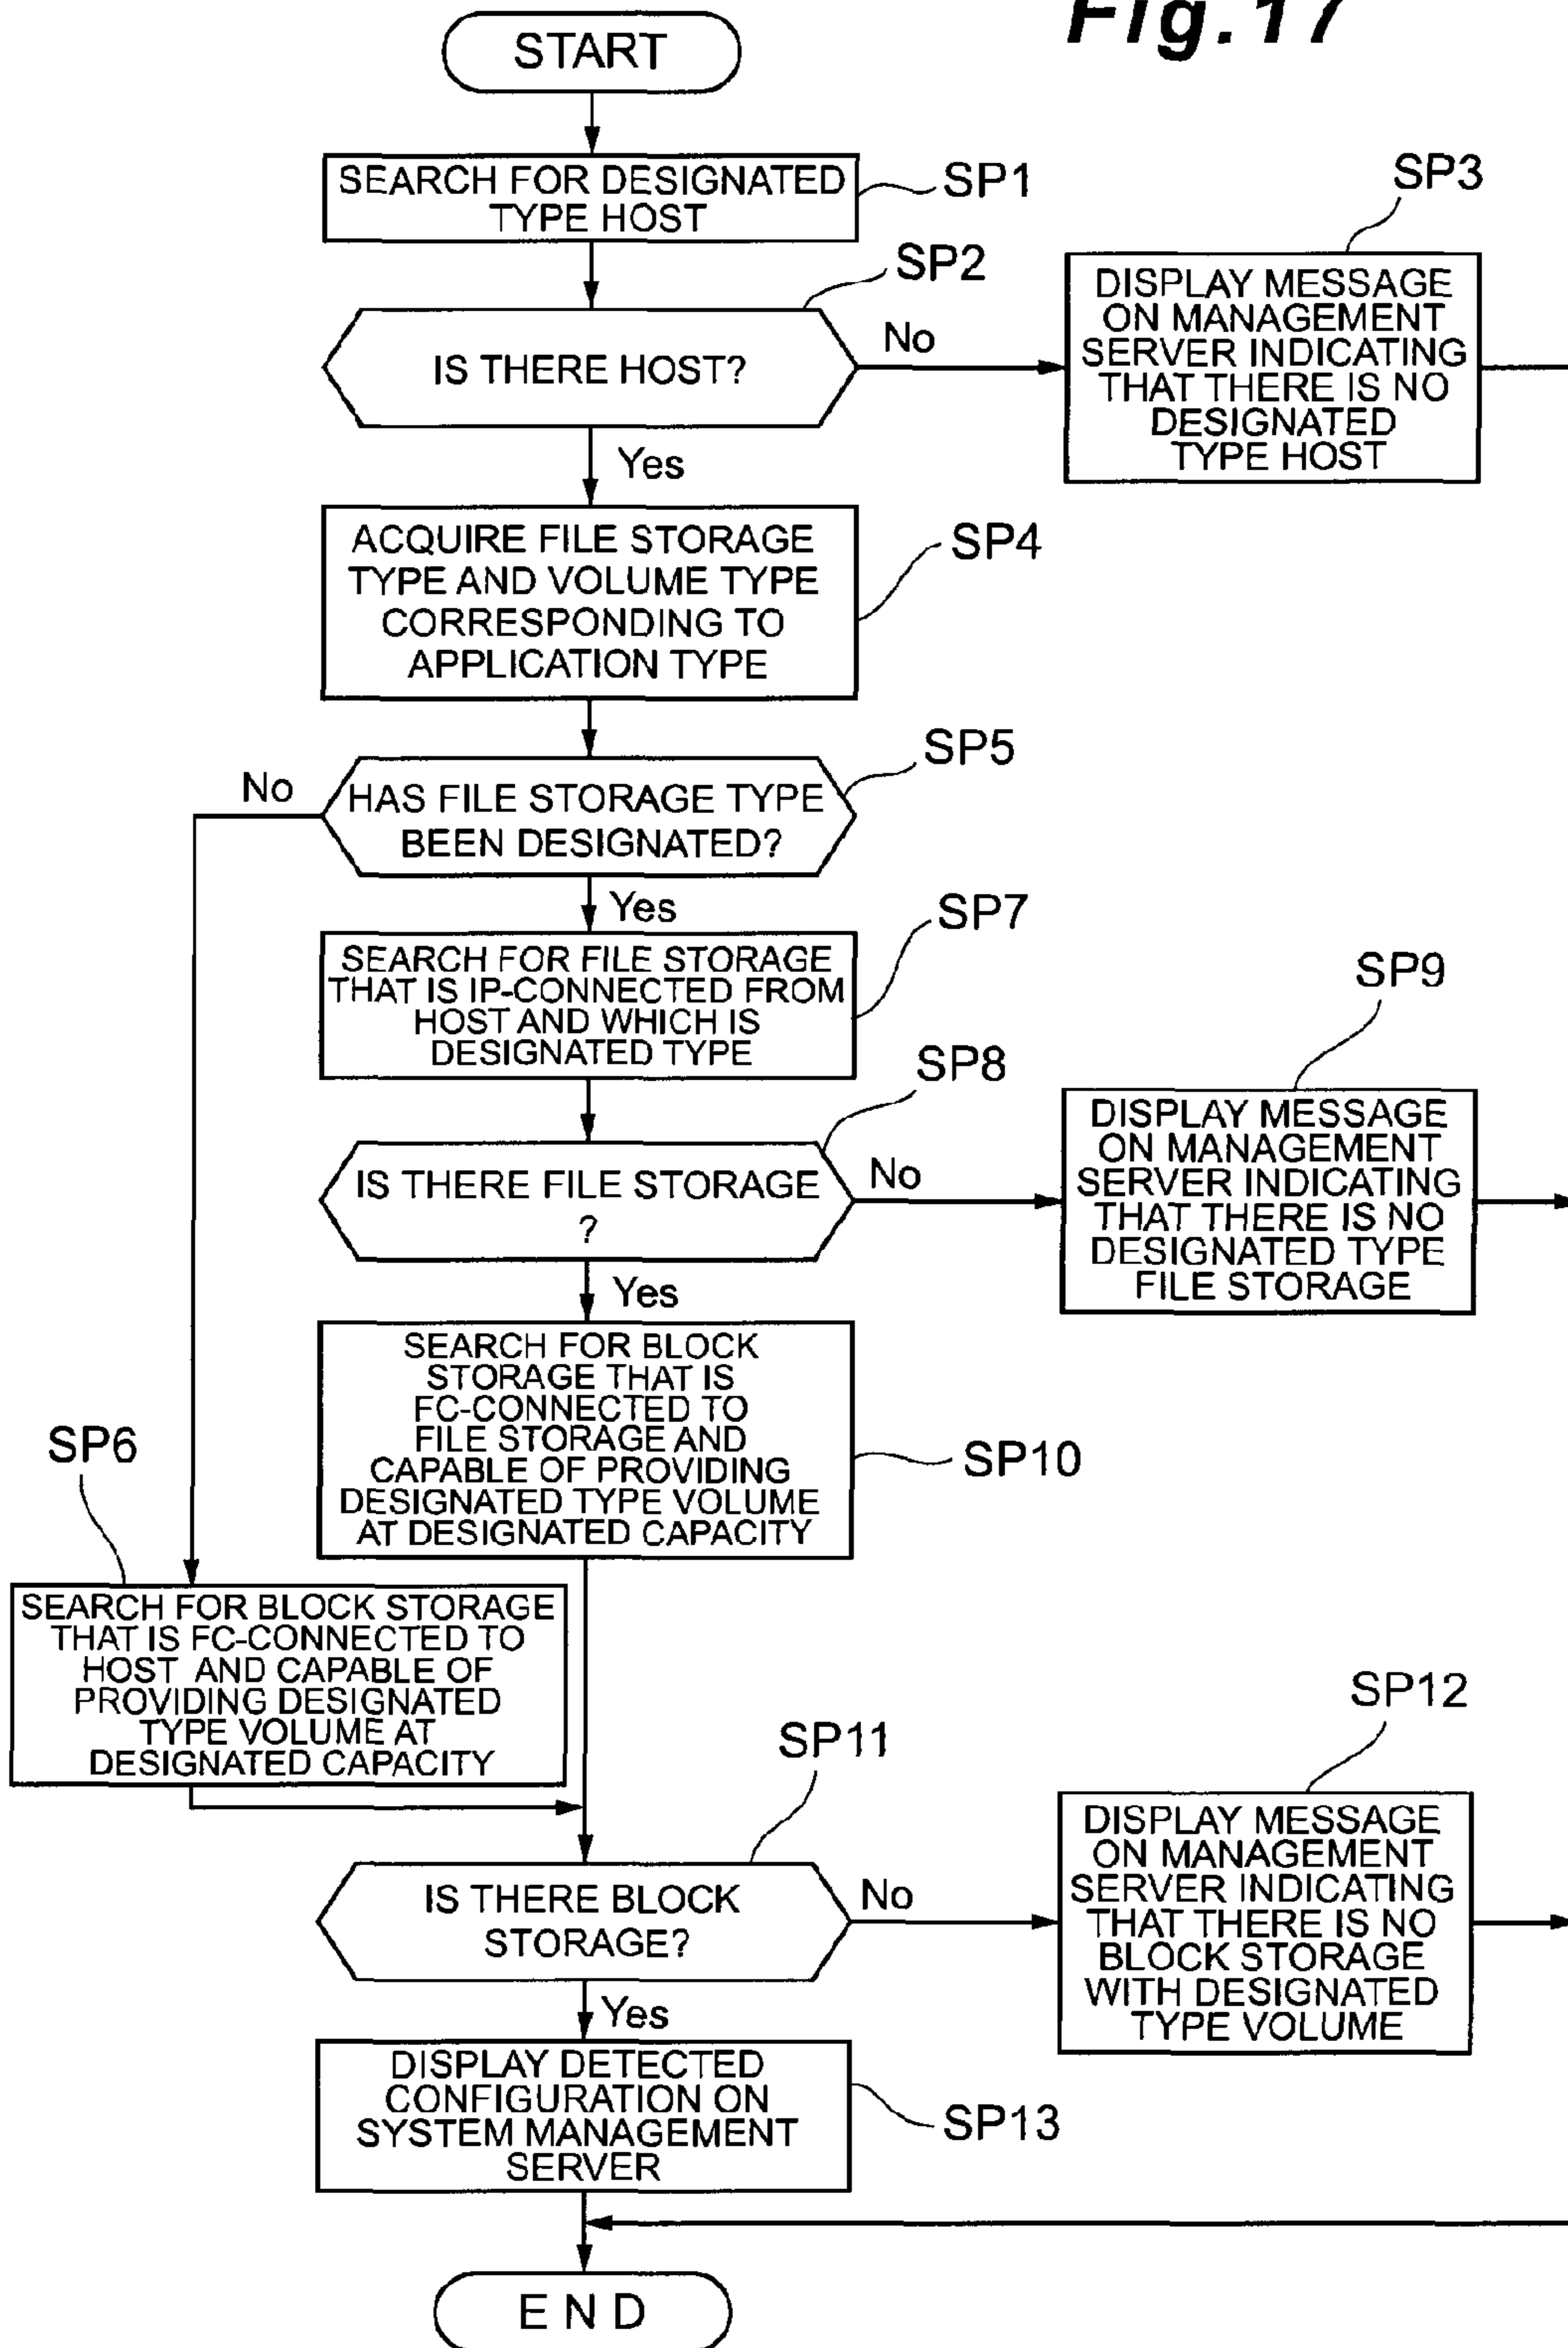 Fig.17
START
SEARCH FOR DESIGNATED
TYPE HOST
SP1
SP2
IS THERE HOST?
No
SP3
DISPLAY MESSAGE
ON MANAGEMENT
SERVER INDICATING
THAT THERE IS NO
DESIGNATED
TYPE HOST
Yes
ACQUIRE FILE STORAGE
TYPE AND VOLUME TYPE
CORRESPONDING TO
APPLICATION TYPE
SP4
SP5
No
HAS FILE STORAGE TYPE
BEEN DESIGNATED?
Yes
SP7
SEARCH FOR FILE STORAGE
THAT IS IP-CONNECTED FROM
HOST AND WHICH IS
DESIGNATED TYPE
SP8
IS THERE FILE STORAGE
?
No
SP9
DISPLAY MESSAGE
ON MANAGEMENT
SERVER INDICATING
THAT THERE IS NO
DESIGNATED TYPE
FILE STORAGE
Yes
SEARCH FOR BLOCK
STORAGE THAT IS
FC-CONNECTED TO
FILE STORAGE AND
CAPABLE OF PROVIDING
DESIGNATED TYPE VOLUME
AT DESIGNATED CAPACITY
SP10
SP6
SEARCH FOR BLOCK STORAGE
THAT IS FC-CONNECTED TO
HOST AND CAPABLE OF
PROVIDING DESIGNATED
TYPE VOLUME AT
DESIGNATED CAPACITY
SP11
IS THERE BLOCK
STORAGE?
No
SP12
DISPLAY MESSAGE
ON MANAGEMENT
SERVER INDICATING
THAT THERE IS NO
BLOCK STORAGE
WITH DESIGNATED
TYPE VOLUME
Yes
DISPLAY DETECTED
CONFIGURATION ON
SYSTEM MANAGEMENT
SERVER
SP13
E N D